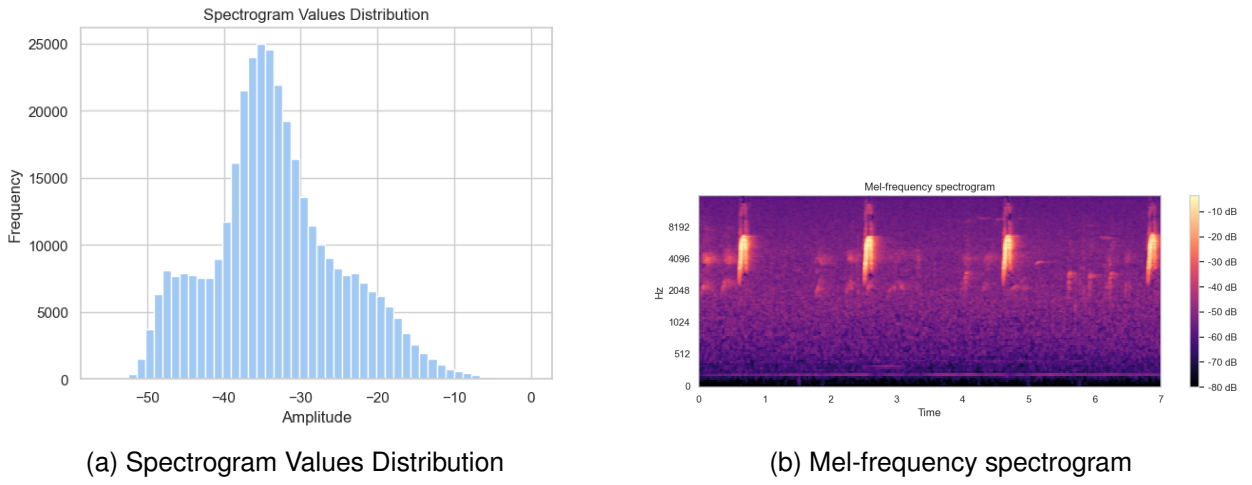 Spectrogram Values Distribution
25000
20000
15000
10000
5000
0
Frequency
−50
−40
−30
−20
−10
0
Amplitude
(a) Spectrogram Values Distribution
Mel-frequency spectrogram
8192
4096
2048
1024
512
0
Hz
0
1
2
3
4
5
6
7
Time
-10 dB
-20 dB
-30 dB
-40 dB
-50 dB
-60 dB
-70 dB
-80 dB
(b) Mel-frequency spectrogram